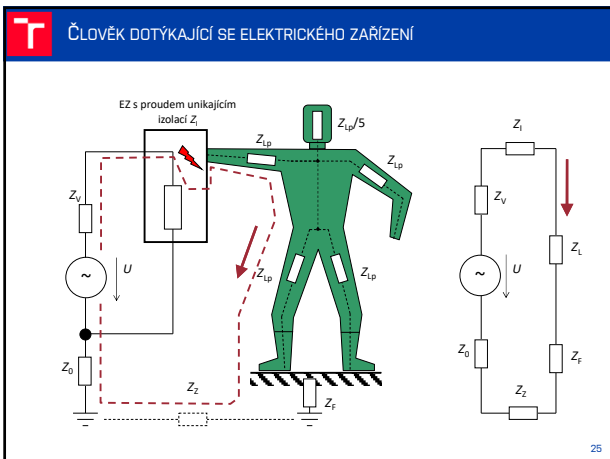 ČLOVĚK DOTÝKAJÍCÍ SE ELEKTRICKÉHO ZAŘÍZENÍ
EZ s proudem unikajícím
izolací Z_I
Z_Lp/5
Z_Lp
Z_Lp
Z_V
~
U
Z_Lp
Z_Lp
Z_0
Z_Z
Z_F
Z_I
Z_V
Z_L
~
U
Z_0
Z_F
Z_Z
25